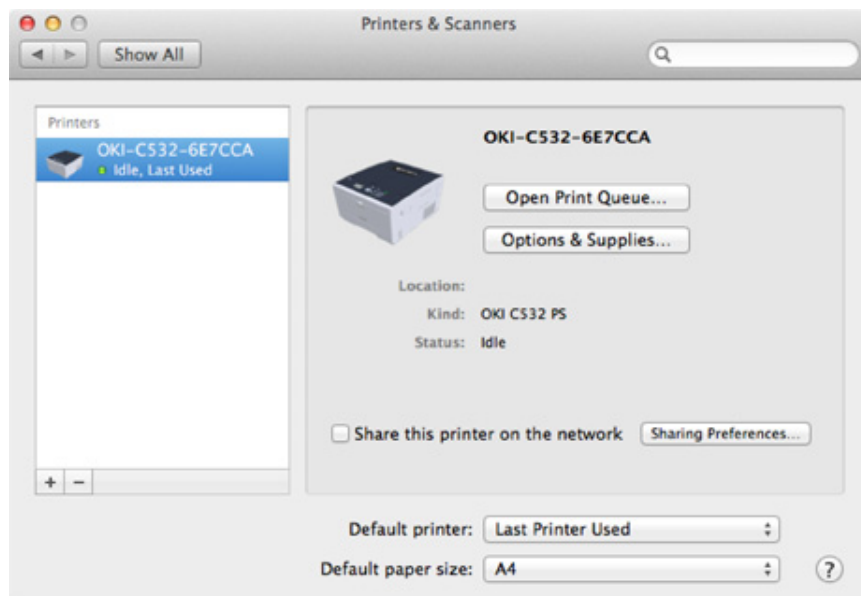 Printers & Scanners
Show All
Printers
OKI-C532-6E7CCA
Idle, Last Used
OKI-C532-6E7CCA
Open Print Queue...
Options & Supplies...
Location:
Kind: OKI C532 PS
Status: Idle
Share this printer on the network Sharing Preferences...
+ −
Default printer: Last Printer Used
Default paper size: A4 ?